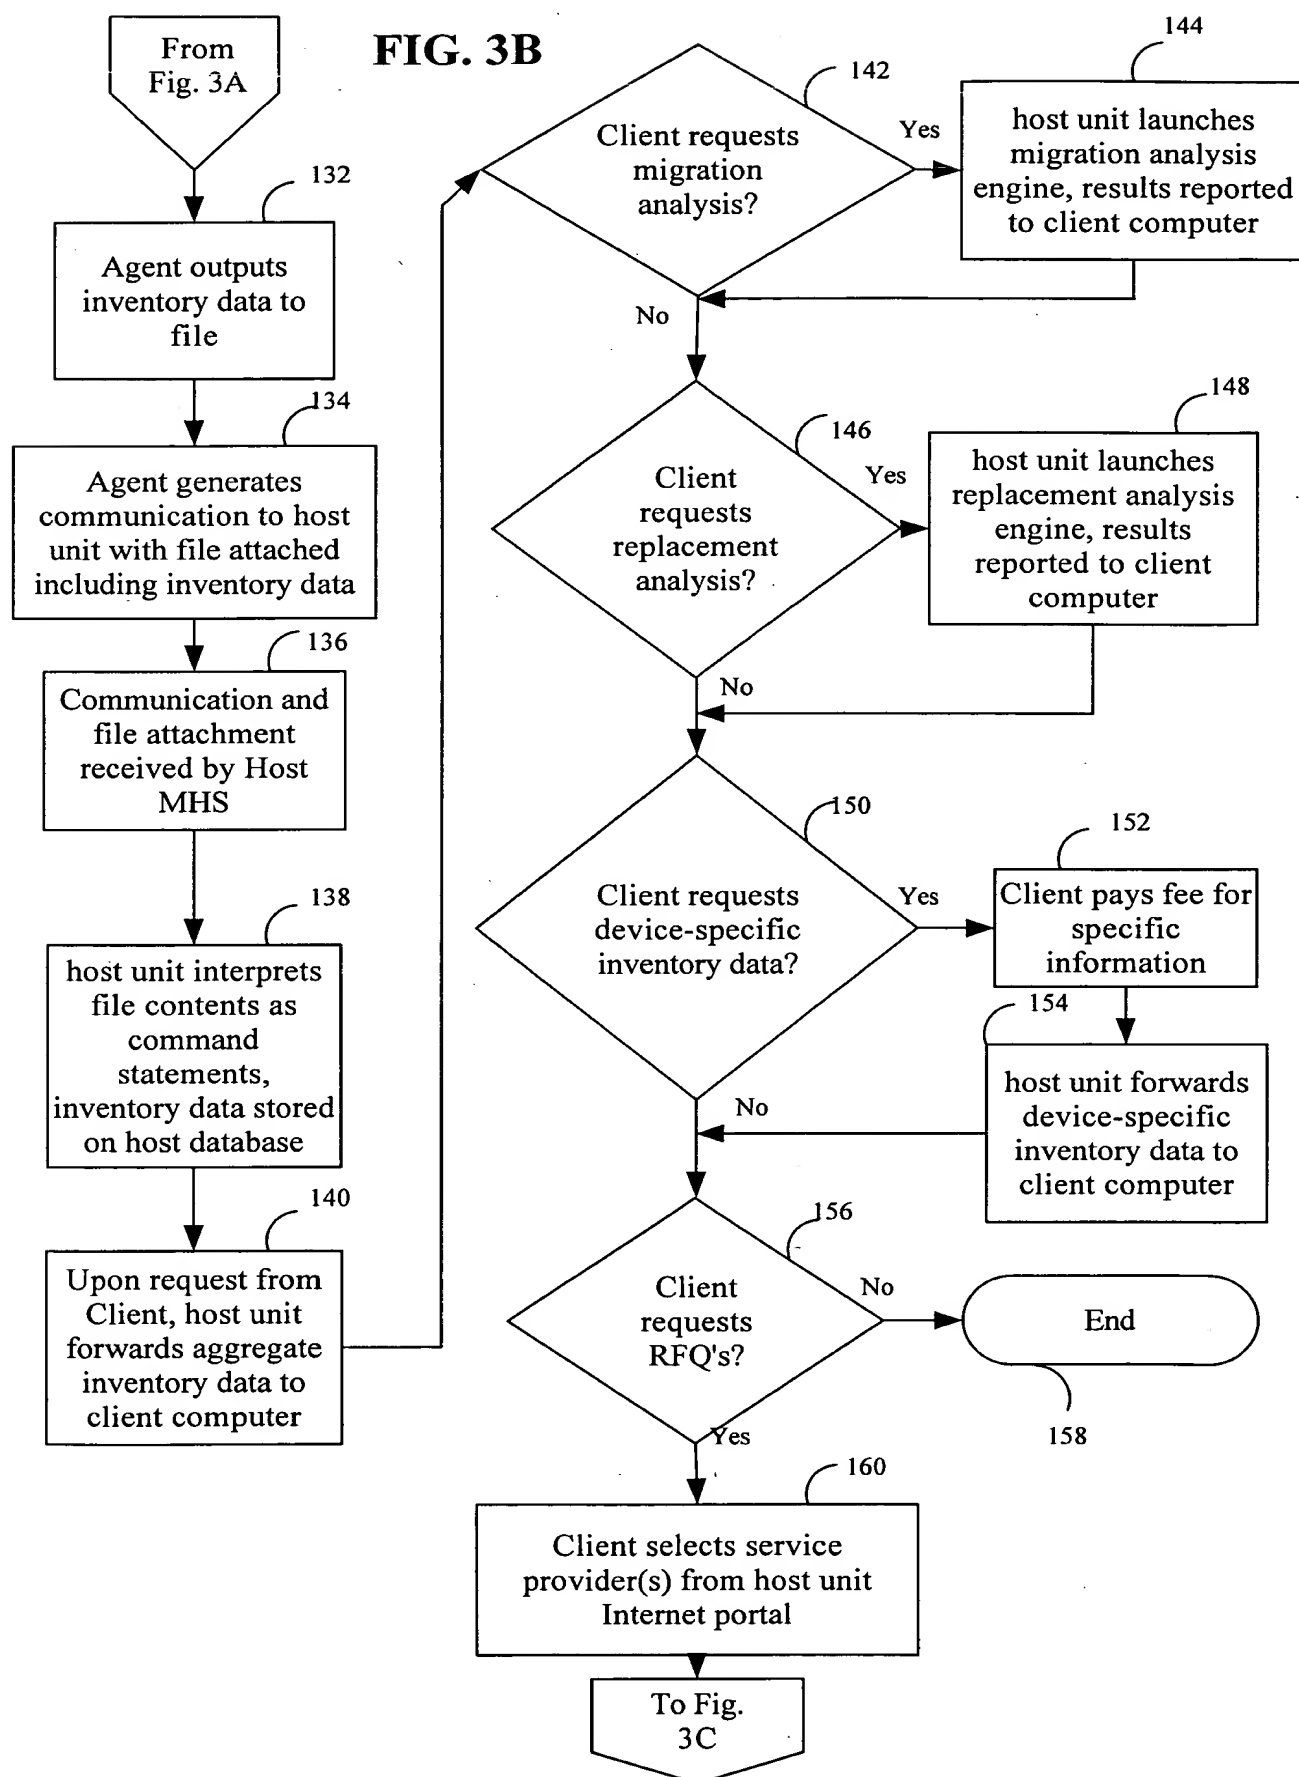 FIG. 3B
From
Fig. 3A
132
Agent outputs
inventory data to
file
134
Agent generates
communication to host
unit with file attached
including inventory data
136
Communication and
file attachment
received by Host
MHS
138
host unit interprets
file contents as
command
statements,
inventory data stored
on host database
140
Upon request from
Client, host unit
forwards aggregate
inventory data to
client computer
142
Client requests
migration
analysis?
Yes
144
host unit launches
migration analysis
engine, results reported
to client computer
No
146
Client
requests
replacement
analysis?
Yes
148
host unit launches
replacement analysis
engine, results
reported to client
computer
No
150
Client requests
device-specific
inventory data?
Yes
152
Client pays fee for
specific
information
154
host unit forwards
device-specific
inventory data to
client computer
No
156
Client
requests
RFQ's?
No
End
158
Yes
160
Client selects service
provider(s) from host unit
Internet portal
To Fig.
3C